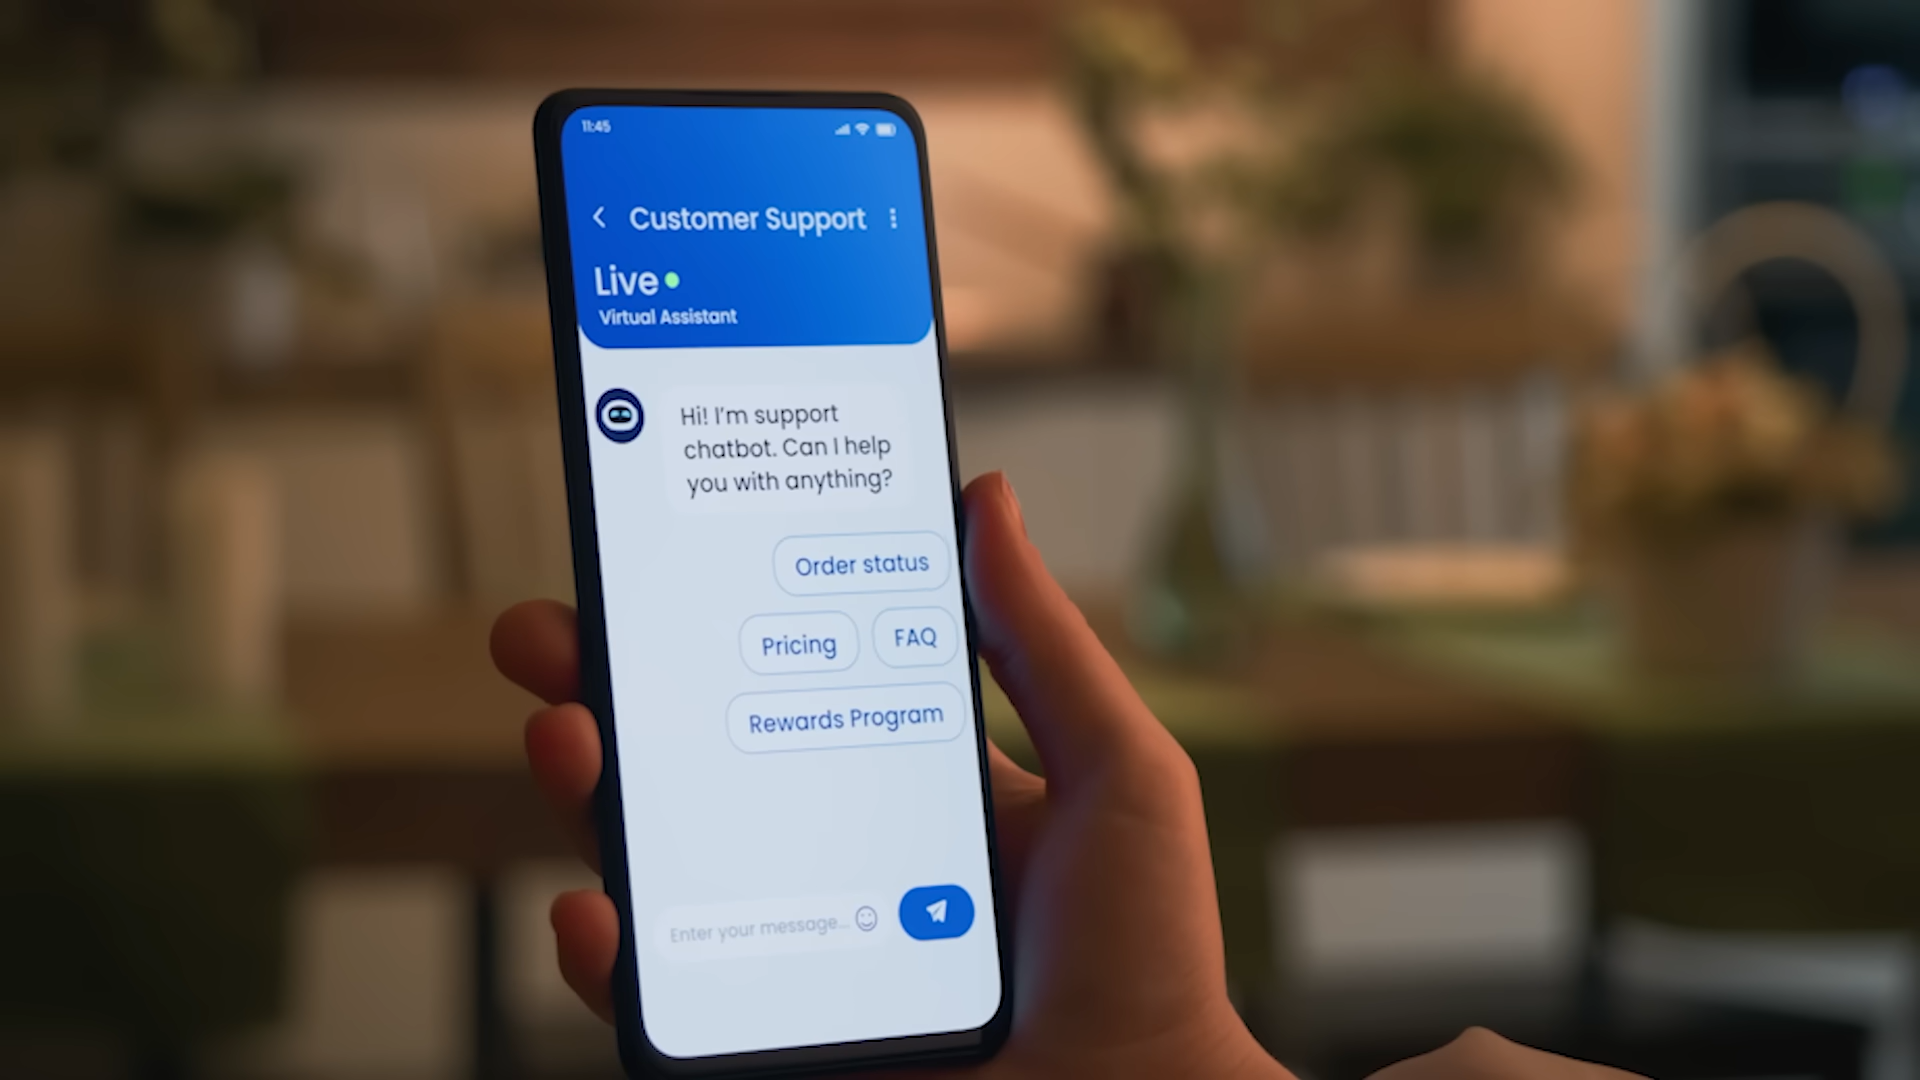 11:45
Customer Support
Live
Virtual Assistant
Hi! I'm support
chatbot. Can I help
you with anything?
Order status
Pricing FAQ
Rewards Program
Enter your message...